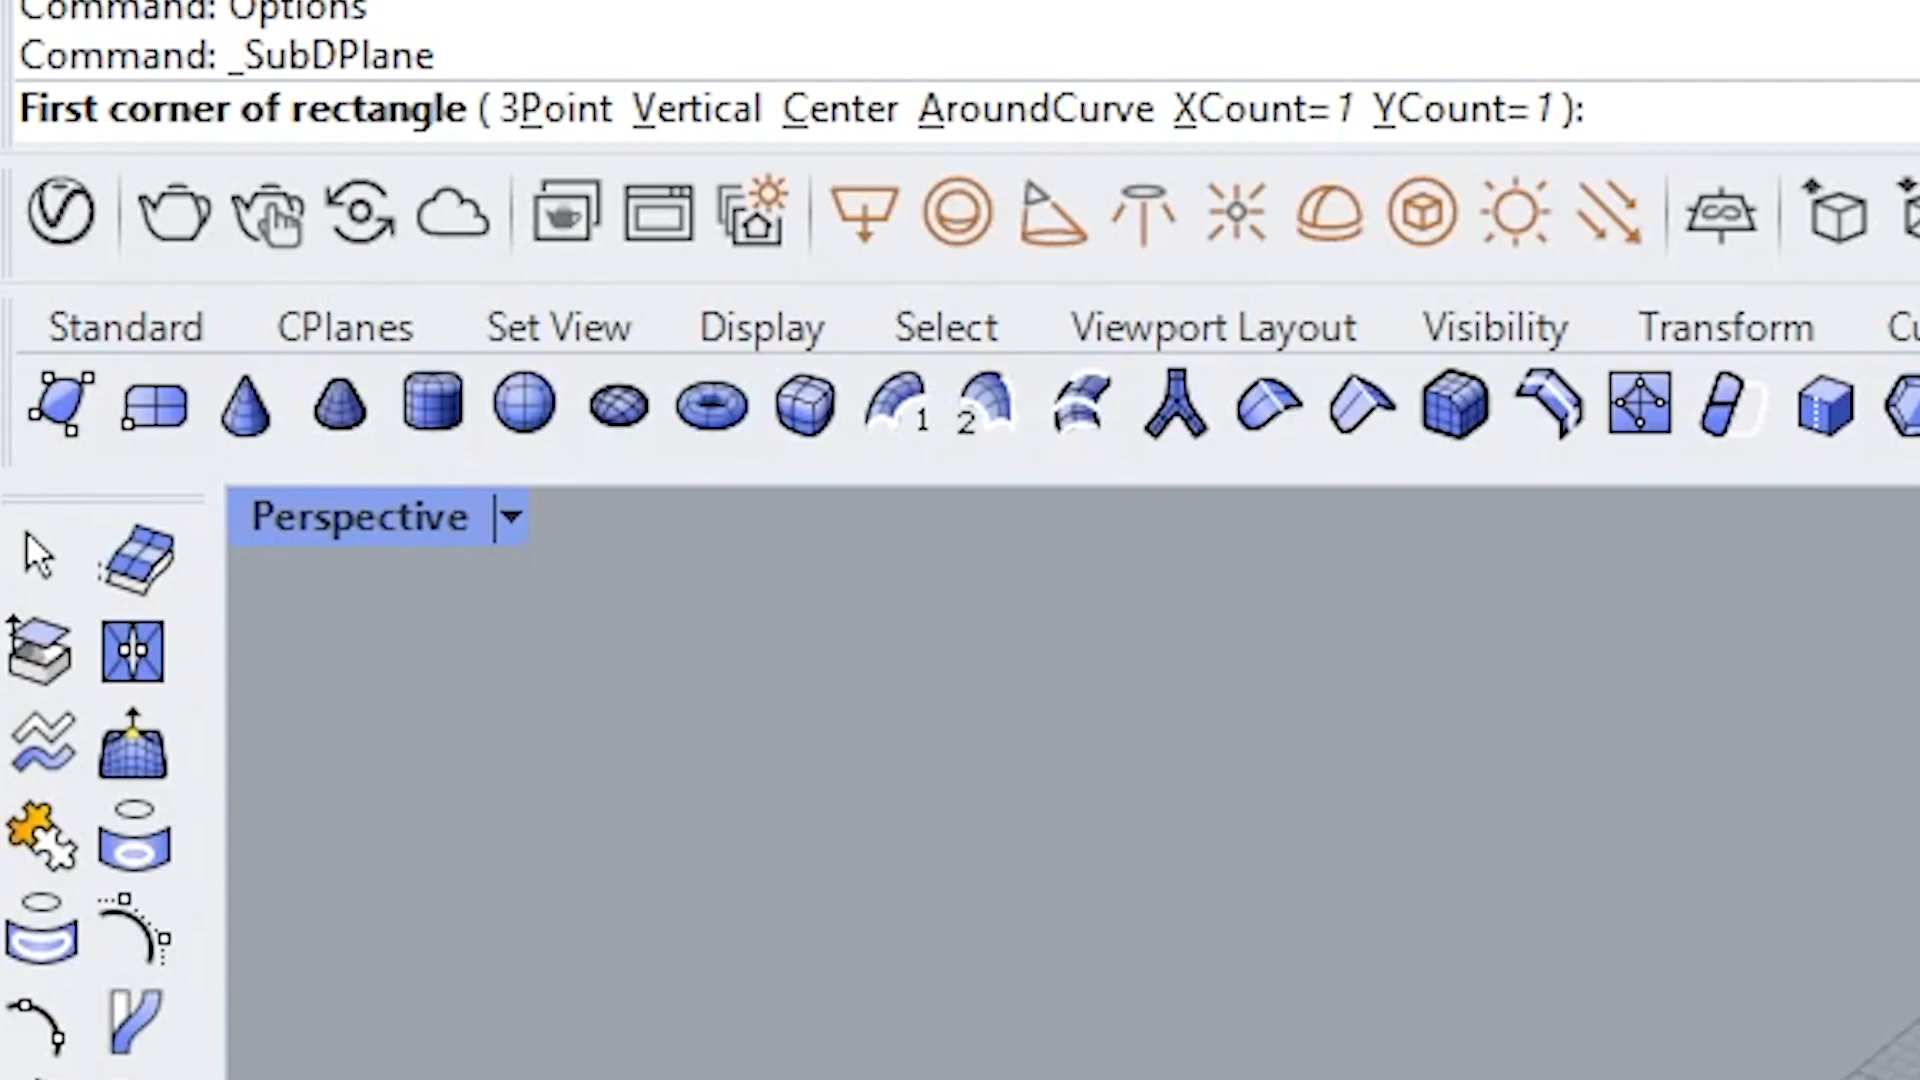 Command: Options
Command: _SubDPlane
First corner of rectangle ( 3Point Vertical Center AroundCurve XCount=1 YCount=1 ):
Standard CPlanes Set View Display Select Viewport Layout Visibility Transform Cu
1 2
Perspective